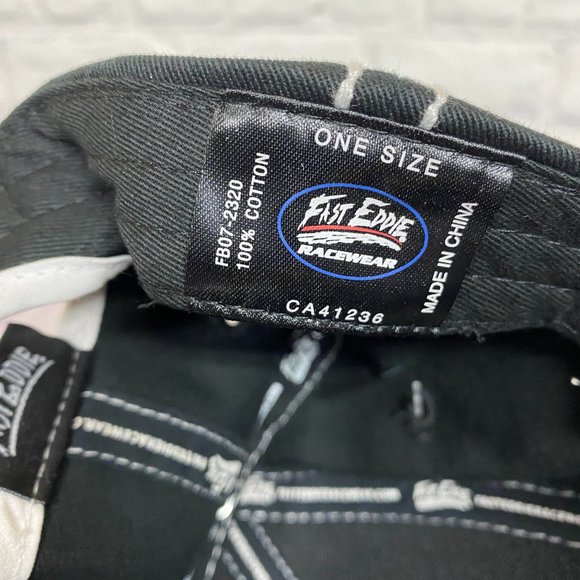 ONE SIZE
FB07-2320
100% COTTON
FAST EDDIE
RACEWEAR
MADE IN CHINA
CA41236
FAST EDDIE